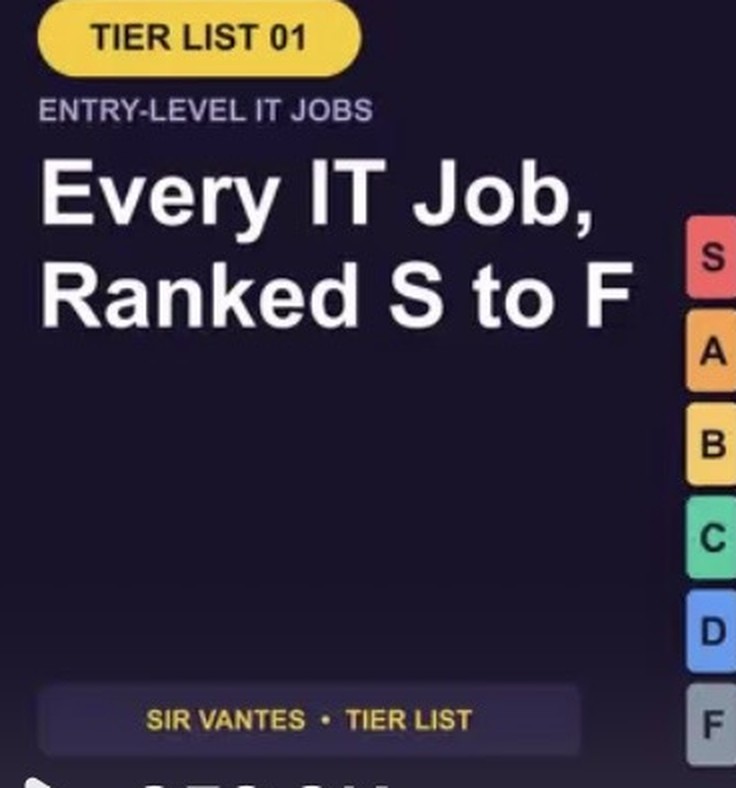 TIER LIST 01
ENTRY-LEVEL IT JOBS
Every IT Job,
Ranked S to F
S
A
B
C
D
F
SIR VANTES • TIER LIST